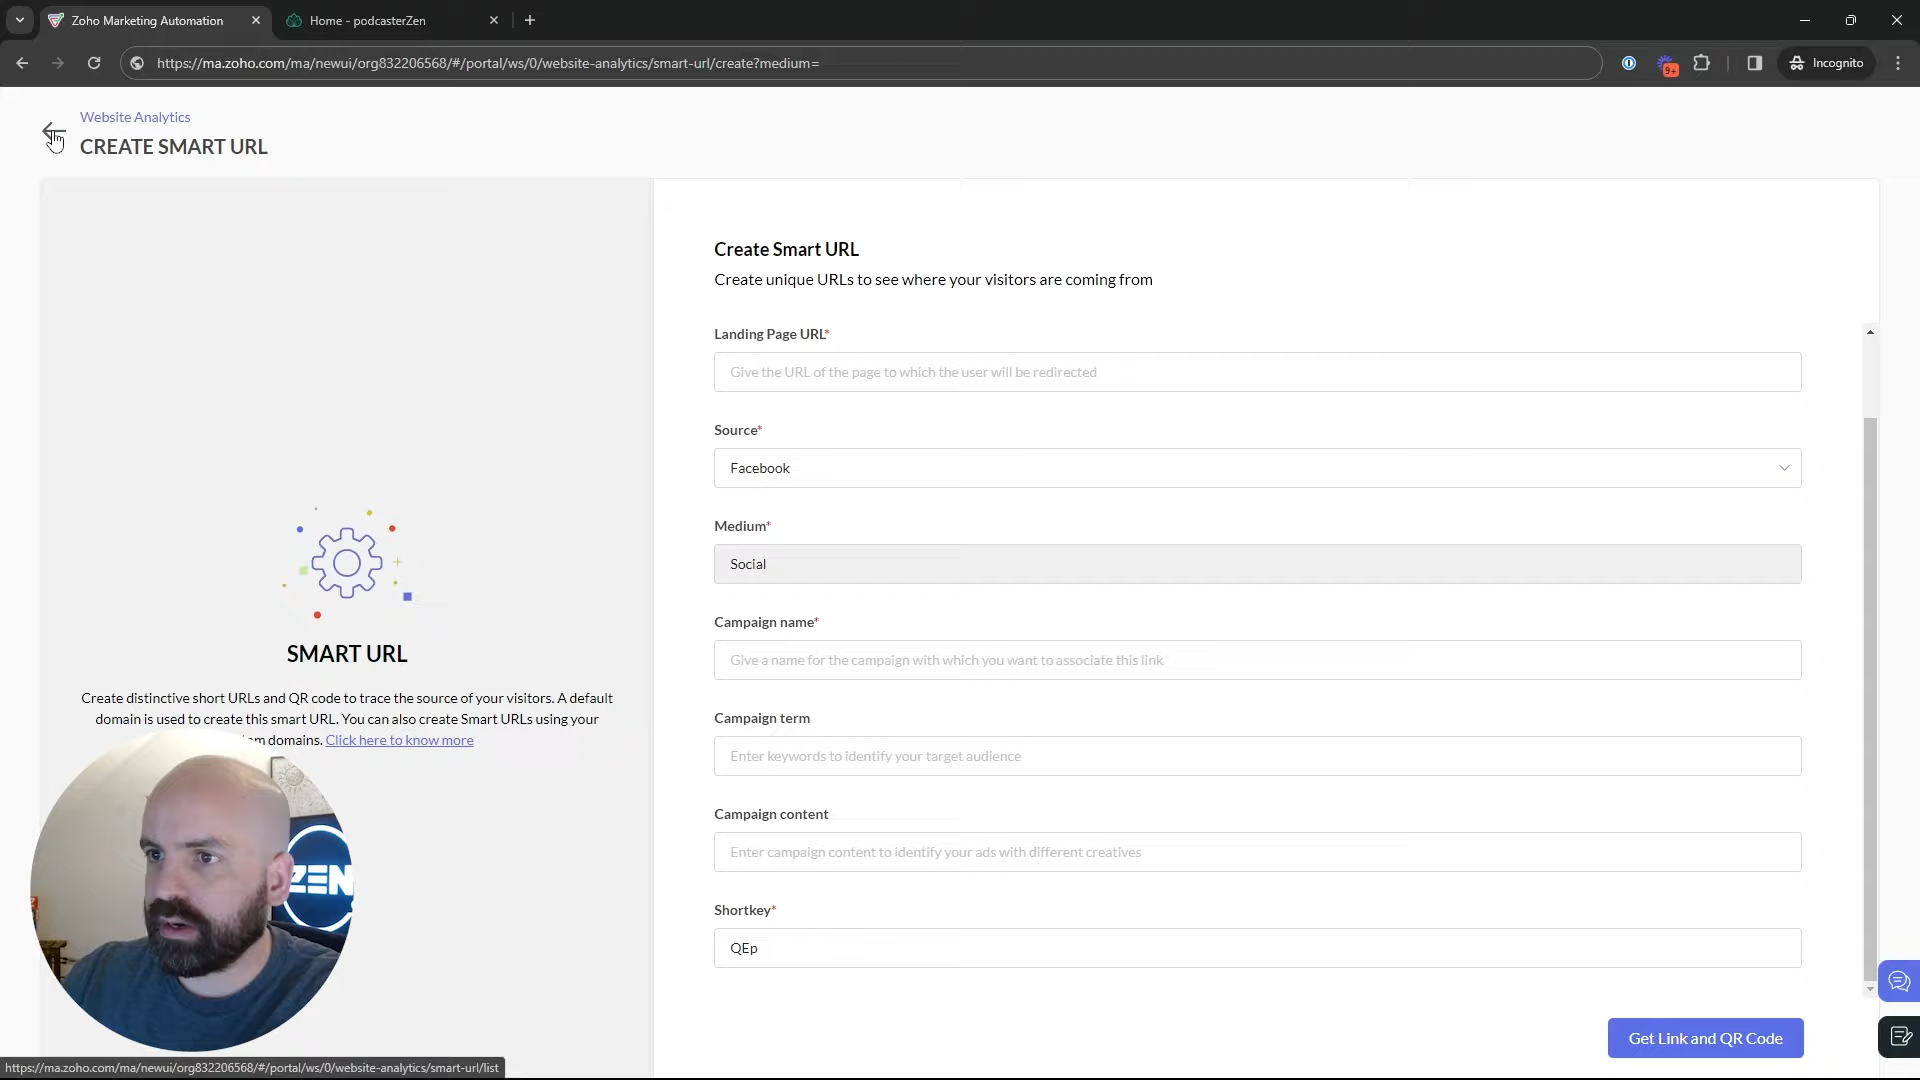 Zoho Marketing Automation
Home - podcasterZen
https://ma.zoho.com/ma/newui/org832206568/#/portal/ws/0/website-analytics/smart-url/create?medium=
9+
Incognito
Website Analytics
CREATE SMART URL
Create Smart URL
Create unique URLs to see where your visitors are coming from
Landing Page URL*
Give the URL of the page to which the user will be redirected
Source*
Facebook
Medium*
Social
Campaign name*
Give a name for the campaign with which you want to associate this link
Campaign term
Enter keywords to identify your target audience
Campaign content
Enter campaign content to identify your ads with different creatives
Shortkey*
QEp
Get Link and QR Code
SMART URL
Create distinctive short URLs and QR code to trace the source of your visitors. A default
domain is used to create this smart URL. You can also create Smart URLs using your
domains. Click here to know more
ZEN
https://ma.zoho.com/ma/newui/org832206568/#/portal/ws/0/website-analytics/smart-url/list